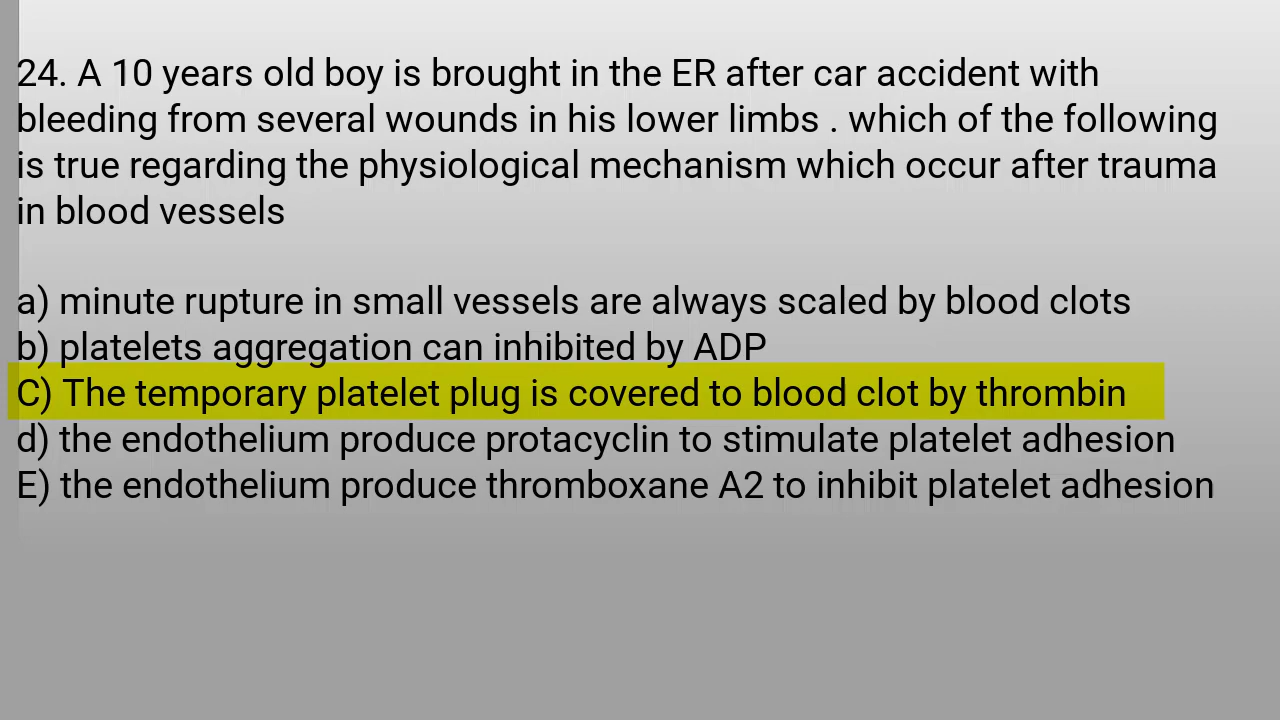 24. A 10 years old boy is brought in the ER after car accident with
bleeding from several wounds in his lower limbs . which of the following
is true regarding the physiological mechanism which occur after trauma
in blood vessels
a) minute rupture in small vessels are always scaled by blood clots
b) platelets aggregation can inhibited by ADP
C) The temporary platelet plug is covered to blood clot by thrombin
d) the endothelium produce protacyclin to stimulate platelet adhesion
E) the endothelium produce thromboxane A2 to inhibit platelet adhesion